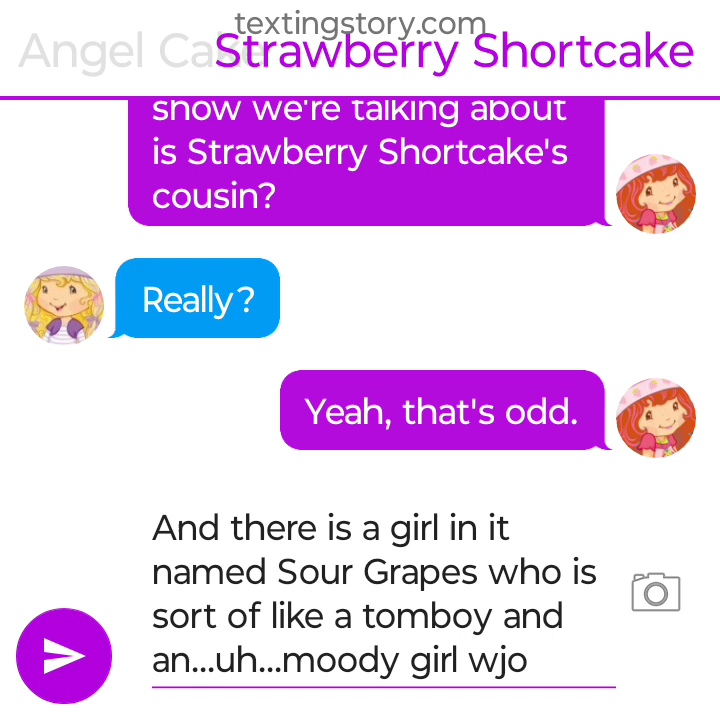 textingstory.com
Angel Cake Strawberry Shortcake
show we're talking about
is Strawberry Shortcake's
cousin?
Really?
Yeah, that's odd.
And there is a girl in it
named Sour Grapes who is
sort of like a tomboy and
an...uh...moody girl wjo